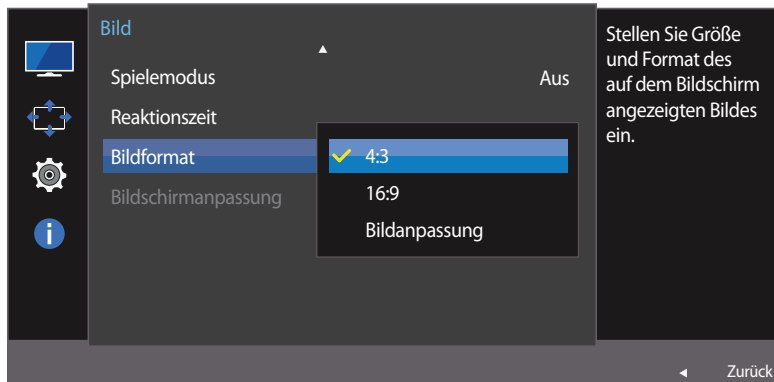 Bild
Spielemodus Aus
Reaktionszeit
Bildformat
4:3
16:9
Bildanpassung
Bildschirmanpassung
Stellen Sie Größe
und Format des
auf dem Bildschirm
angezeigten Bildes
ein.
Zurück